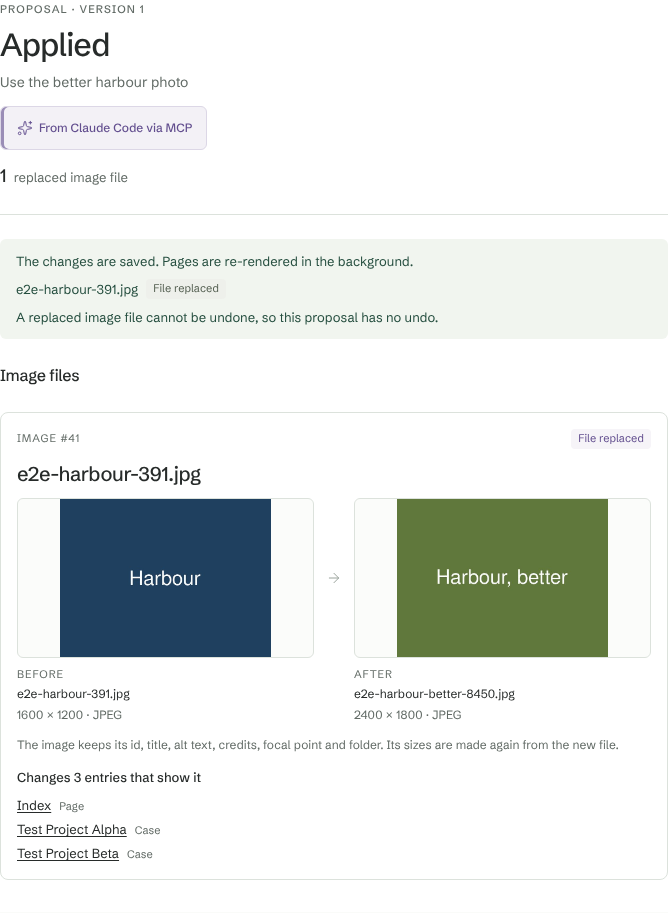 PROPOSAL · VERSION 1
Applied
Use the better harbour photo
From Claude Code via MCP
1 replaced image file
The changes are saved. Pages are re-rendered in the background.
e2e-harbour-391.jpg File replaced
A replaced image file cannot be undone, so this proposal has no undo.
Image files
IMAGE #41 File replaced
e2e-harbour-391.jpg
Harbour → Harbour, better
BEFORE AFTER
e2e-harbour-391.jpg e2e-harbour-better-8450.jpg
1600 × 1200 · JPEG 2400 × 1800 · JPEG
The image keeps its id, title, alt text, credits, focal point and folder. Its sizes are made again from the new file.
Changes 3 entries that show it
Index Page
Test Project Alpha Case
Test Project Beta Case